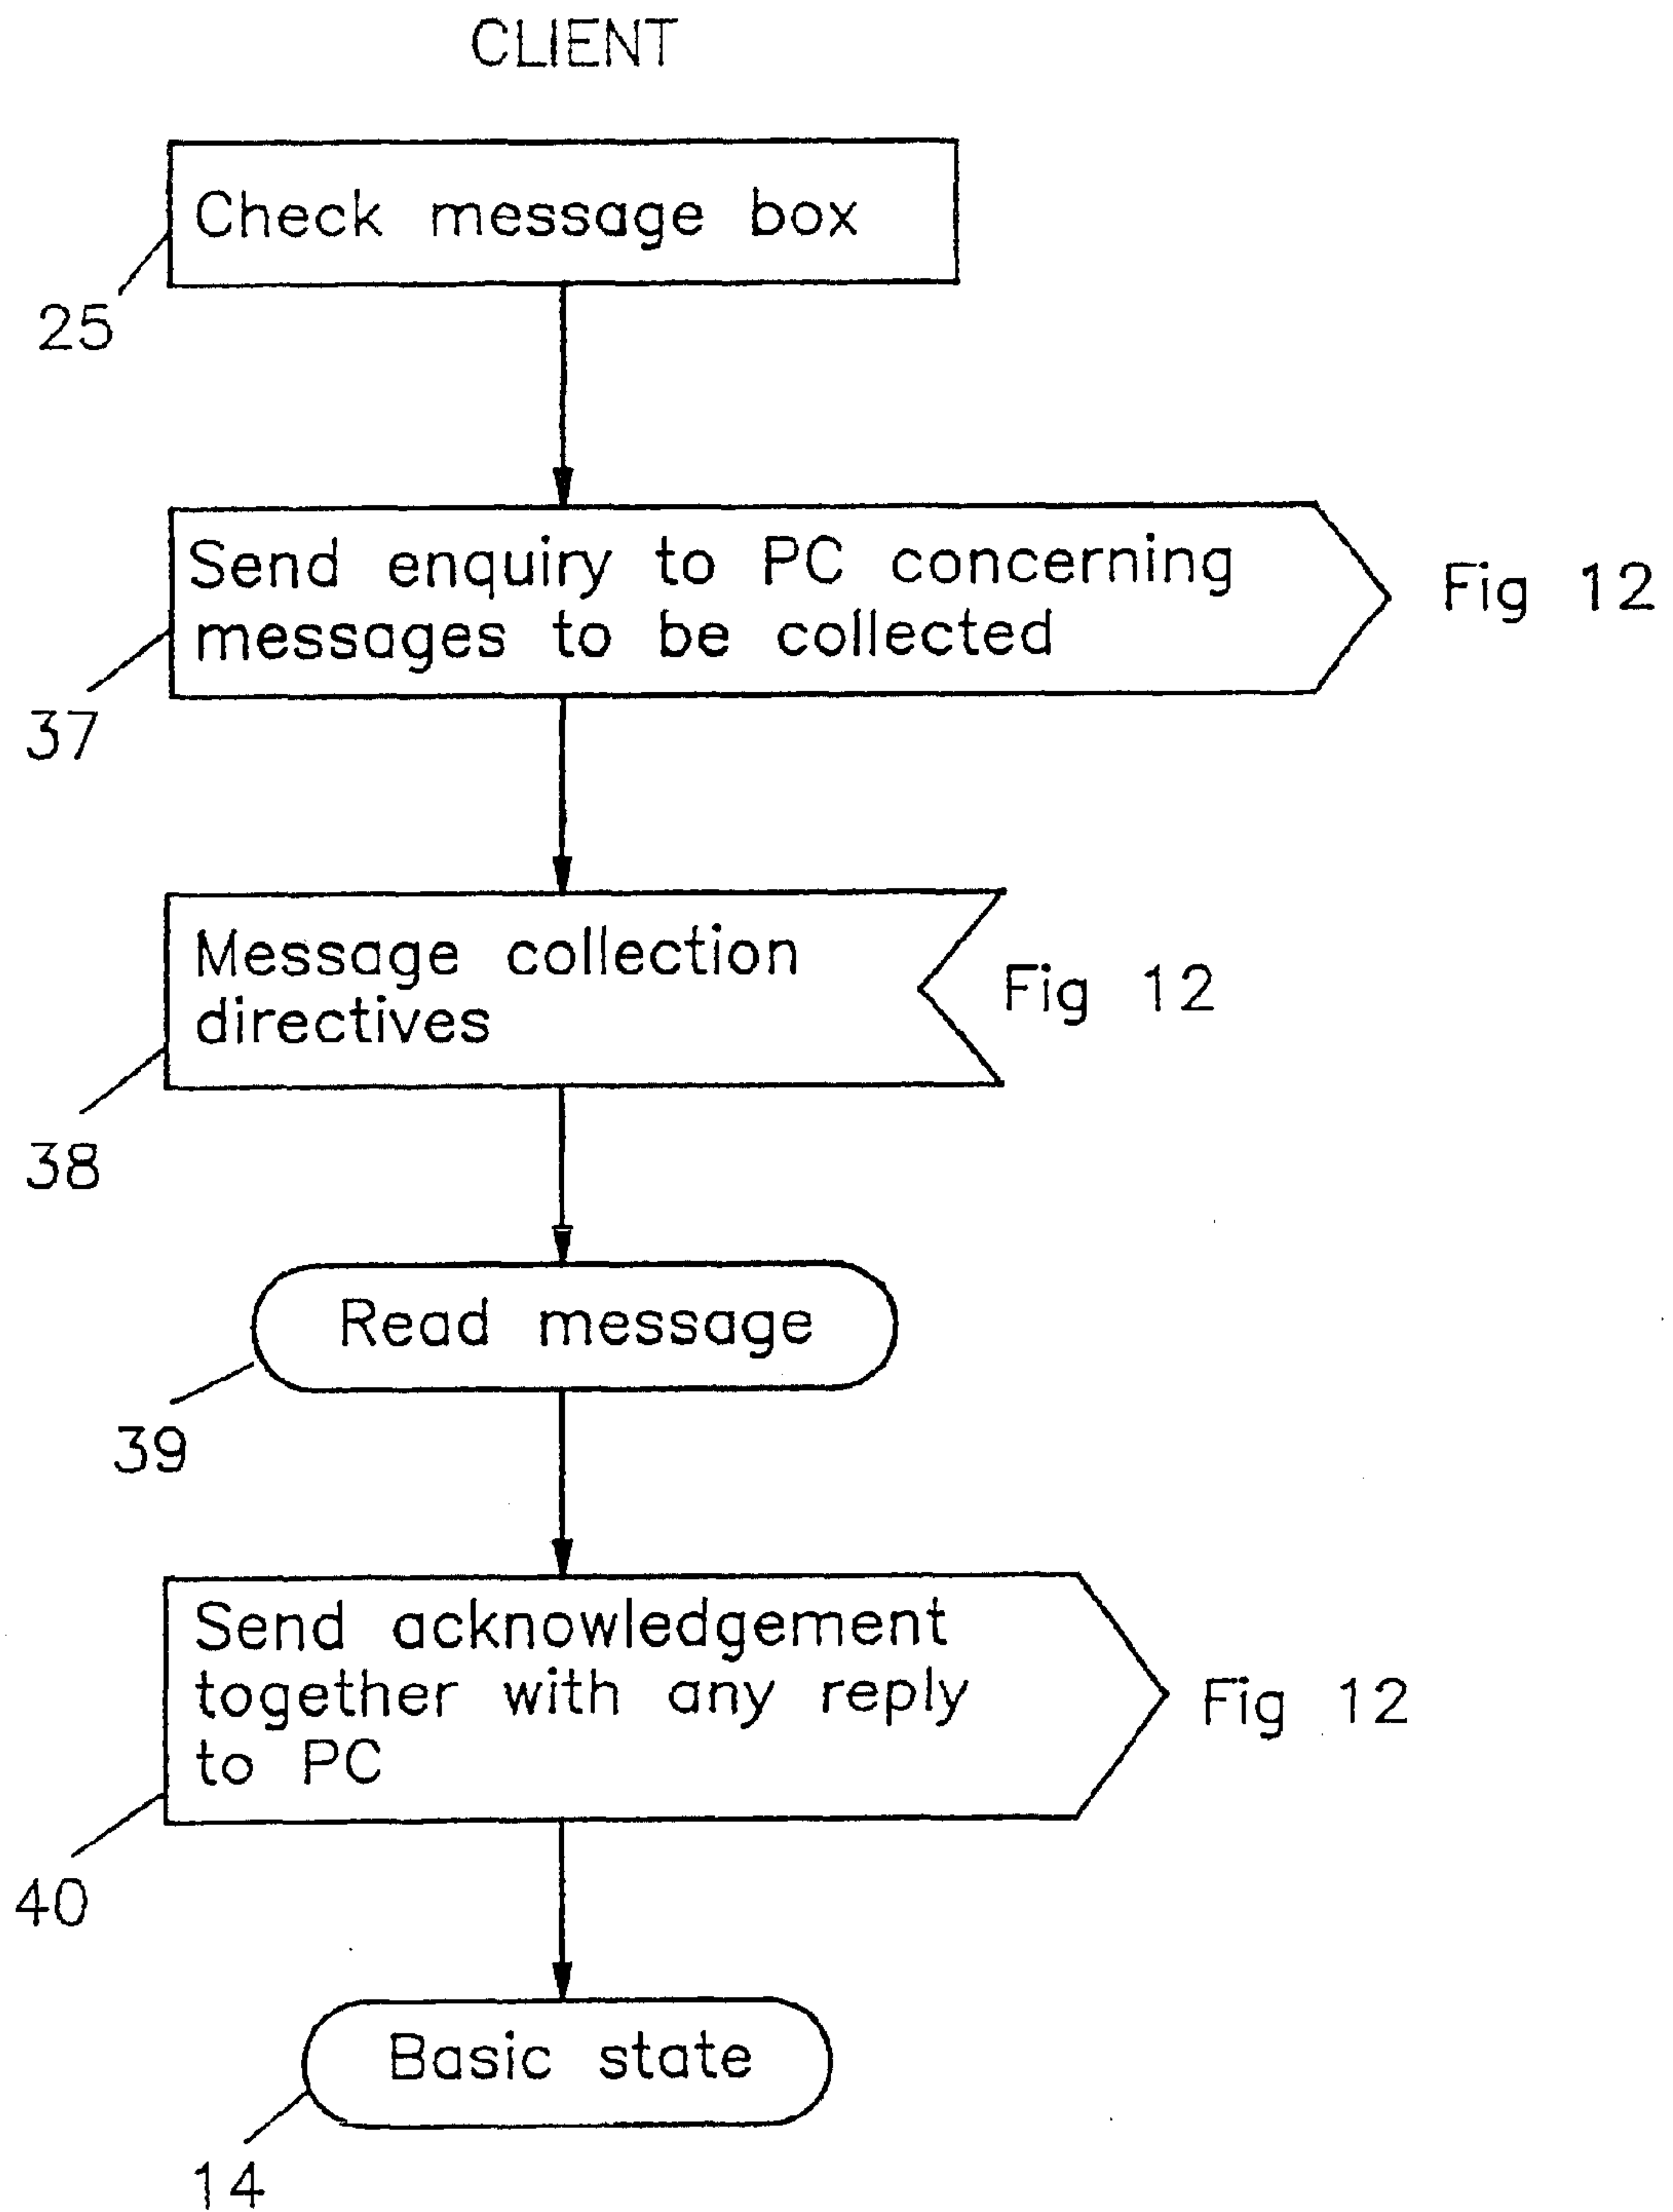 CLIENT
Check message box
25
Send enquiry to PC concerning
messages to be collected
Fig 12
37
Message collection
directives
Fig 12
38
Read message
39
Send acknowledgement
together with any reply
to PC
Fig 12
40
Basic state
14